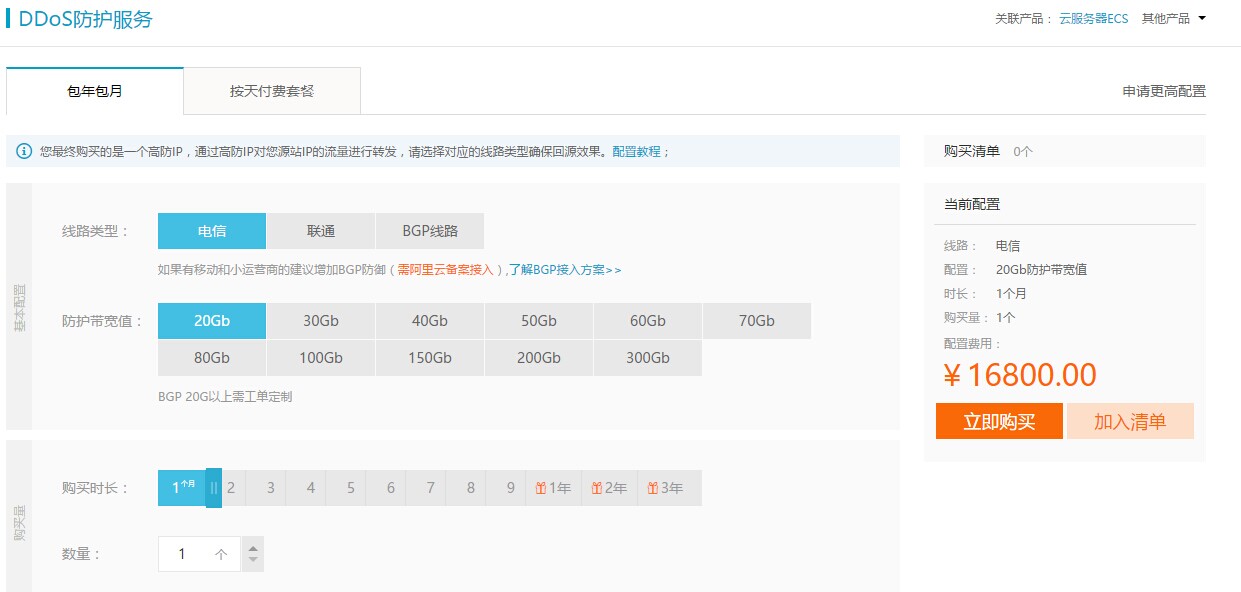 DDoS防护服务
关联产品： 云服务器ECS 其他产品
包年包月
按天付费套餐
申请更高配置
您最终购买的是一个高防IP，通过高防IP对您源站IP的流量进行转发，请选择对应的线路类型确保回源效果。配置教程；
基本配置
线路类型：
电信
联通
BGP线路
如果有移动和小运营商的建议增加BGP防御（需阿里云备案接入）,了解BGP接入方案>>
防护带宽值：
20Gb 30Gb 40Gb 50Gb 60Gb 70Gb
80Gb 100Gb 150Gb 200Gb 300Gb
BGP 20G以上需工单定制
购买量
购买时长：
1个月 2 3 4 5 6 7 8 9 1年 2年 3年
数量：
1 个
购买清单 0个
当前配置
线路： 电信
配置： 20Gb防护带宽值
时长： 1个月
购买量： 1个
配置费用：
¥16800.00
立即购买
加入清单